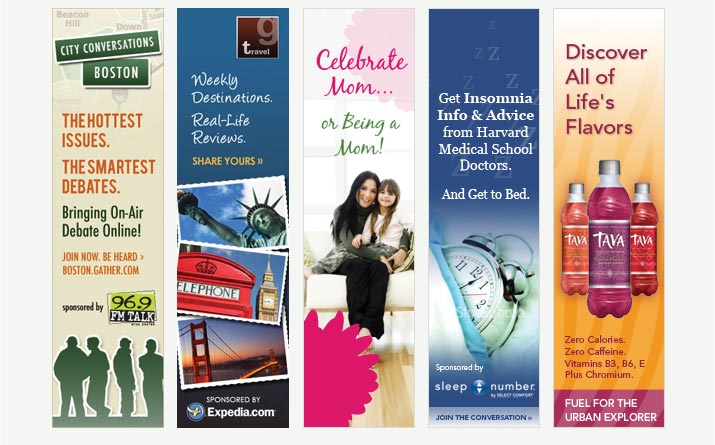 Beacon
Hill
Down
CITY CONVERSATIONS
BOSTON
THE HOTTEST
ISSUES.
THE SMARTEST
DEBATES.
Bringing On-Air
Debate Online!
JOIN NOW. BE HEARD »
BOSTON.GATHER.COM
sponsored by
96.9
FM TALK
WTKK BOSTON
g
travel
Weekly
Destinations.
Real-Life
Reviews.
SHARE YOURS »
TELEPHONE
SPONSORED BY
Expedia.com
Celebrate
Mom...
or Being a
Mom!
z
Z
Z
Get Insomnia
Info & Advice
from Harvard
Medical School
Doctors.
And Get to Bed.
Sponsored by
sleep number.
BY SELECT COMFORT
JOIN THE CONVERSATION »
Discover
All of
Life's
Flavors
TAVA
TAVA
TAVA
Zero Calories.
Zero Caffeine.
Vitamins B3, B6, E
Plus Chromium.
FUEL FOR THE
URBAN EXPLORER